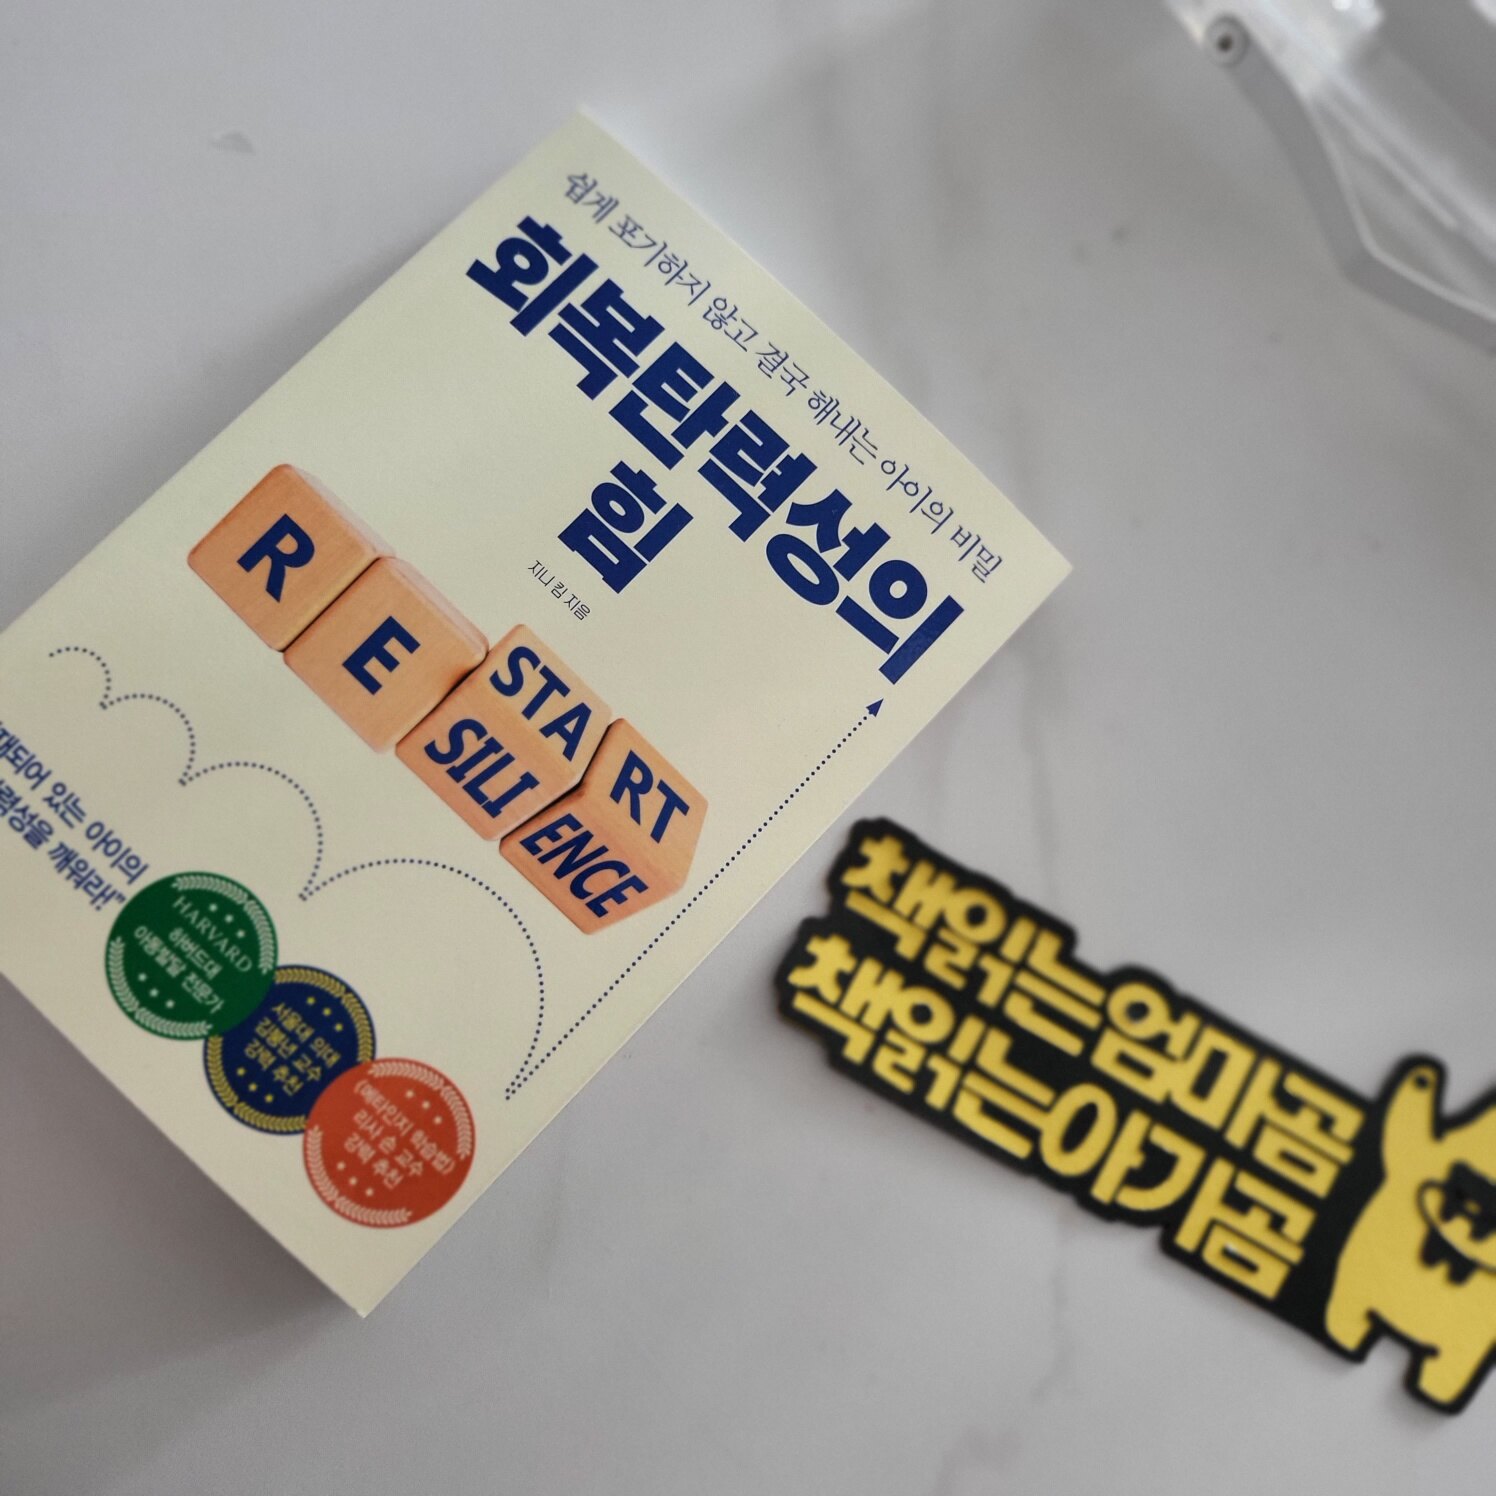 쉽게 포기하지 않고 결국 해내는 아이의 비밀
회복탄력성의
힘
지니 킴 지음
RE
START
SILI
ENCE
있는 아이의
깨워라!"
HARVARD
하버드대
아동발달 전문가
서울대 의대
김붕년 교수
강력 추천
(메타인지 학습법)
리사 손 교수
강력 추천
책읽는엄마곰
책읽는아기곰